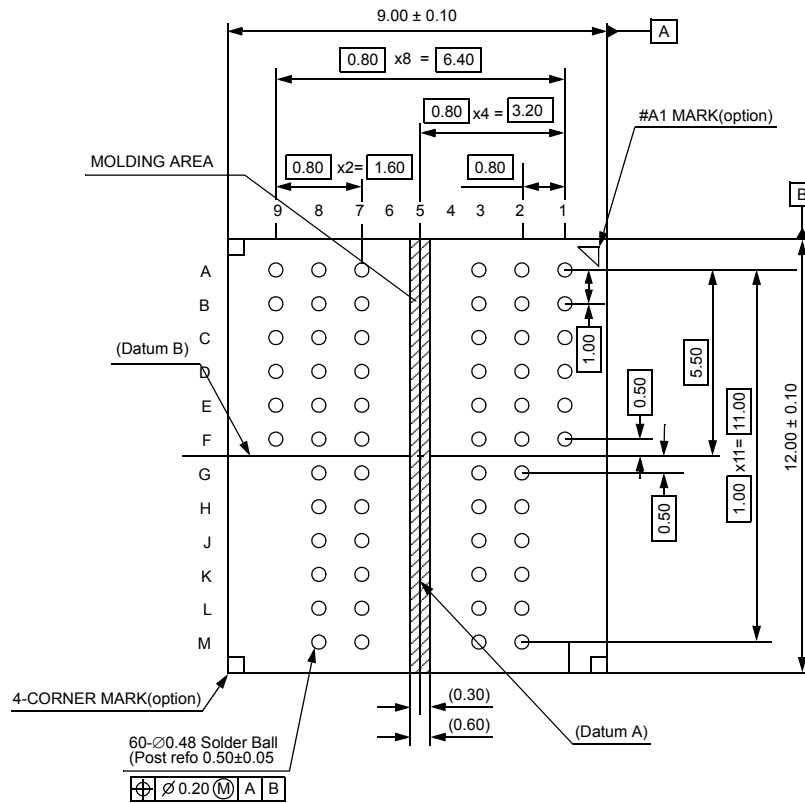 9.00 ± 0.10
A
0.80 x8 = 6.40
0.80 x4 = 3.20
#A1 MARK(option)
MOLDING AREA
0.80 x2= 1.60
0.80
B
9 8 7 6 5 4 3 2 1
A
B
C
(Datum B)
D
E
F
G
H
J
K
L
M
1.00
5.50
0.50
1.00 x11= 11.00
12.00 ± 0.10
0.50
4-CORNER MARK(option)
(0.30)
(0.60)
(Datum A)
60-∅0.48 Solder Ball
(Post refo 0.50±0.05
⌖ ∅ 0.20 Ⓜ A B